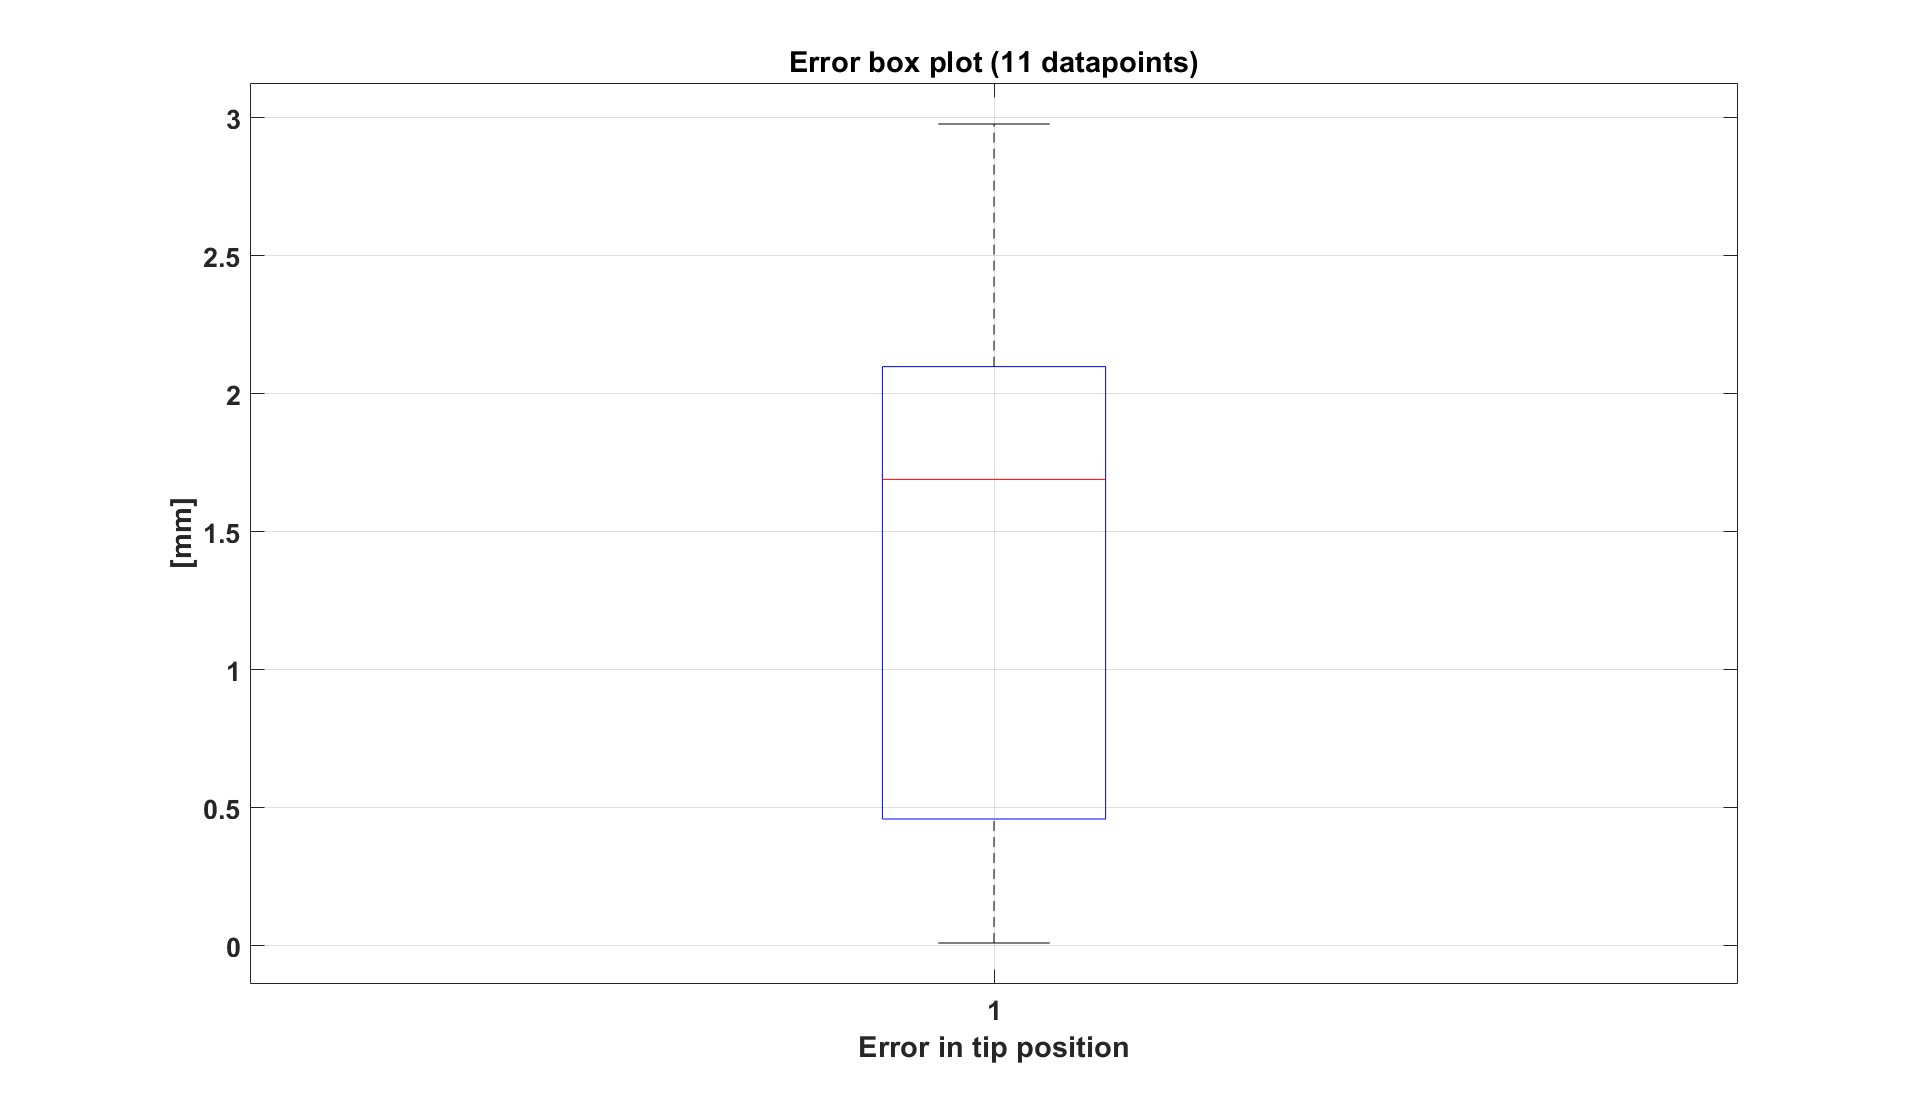 Error box plot (11 datapoints)
3
2.5
2
1.5
1
0.5
0
[mm]
1
Error in tip position